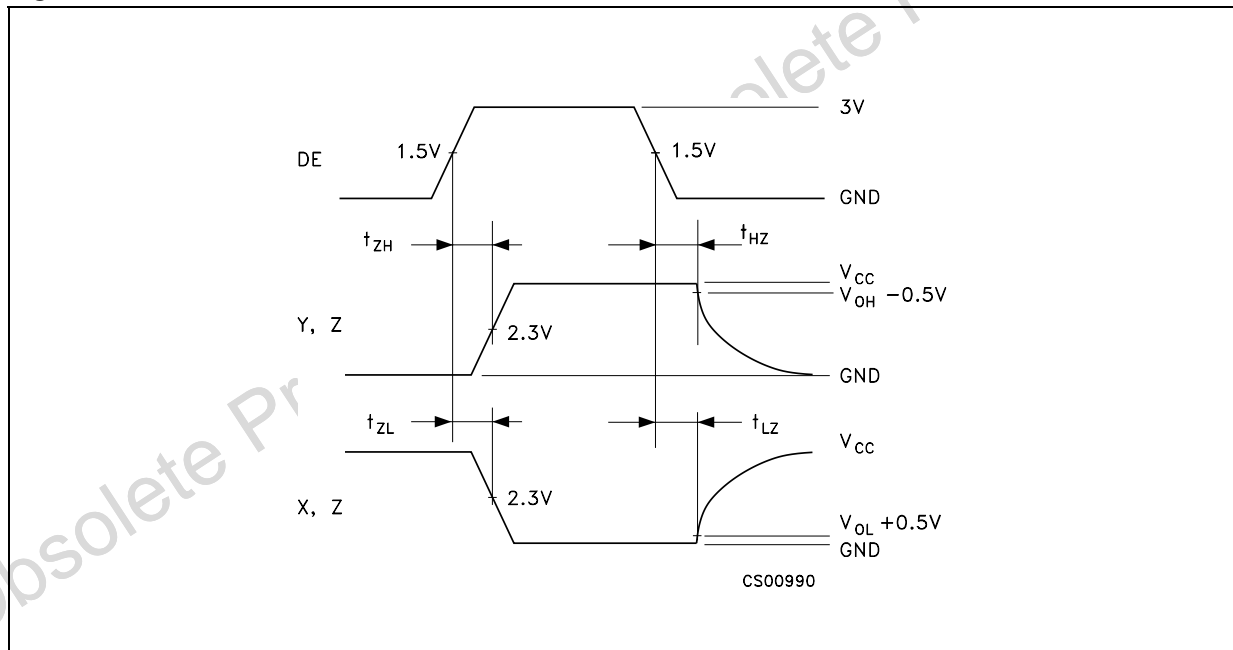 3V
DE
1.5V
1.5V
GND
tZH
tHZ
VCC
VOH −0.5V
Y, Z
2.3V
GND
tZL
tLZ
VCC
X, Z
2.3V
VOL +0.5V
GND
CS00990
Obsolete Pr
solete P